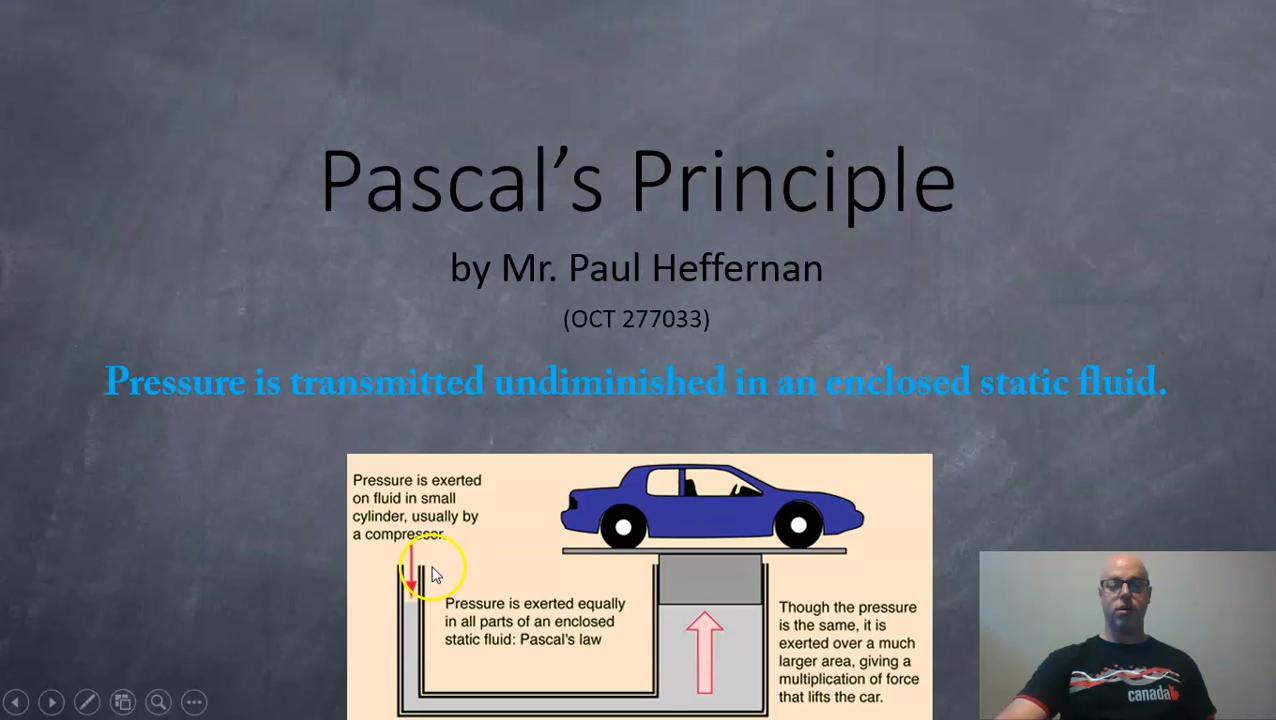 Pascal’s Principle
by Mr. Paul Heffernan
(OCT 277033)
Pressure is transmitted undiminished in an enclosed static fluid.
Pressure is exerted
on fluid in small
cylinder, usually by
a compressor.
Pressure is exerted equally
in all parts of an enclosed
static fluid: Pascal's law
Though the pressure
is the same, it is
exerted over a much
larger area, giving a
multiplication of force
that lifts the car.
canada